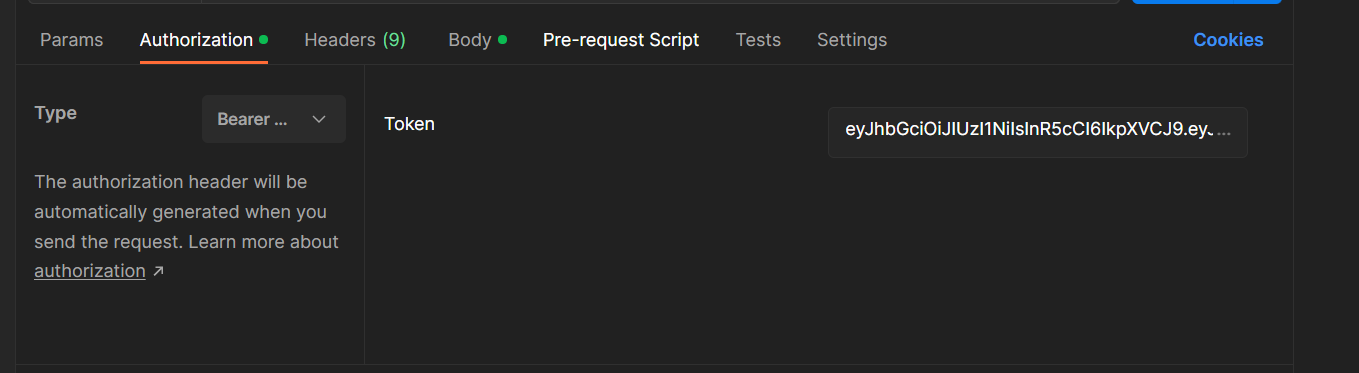 Params Authorization Headers (9) Body Pre-request Script Tests Settings Cookies
Type Bearer ...
Token eyJhbGciOiJIUzI1NiIsInR5cCI6IkpXVCJ9.eyJ ...
The authorization header will be
automatically generated when you
send the request. Learn more about
authorization ↗